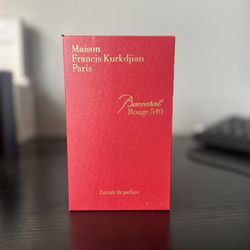 Maison
Francis Kurkdjian
Paris
Baccarat
Rouge 540
Extrait de parfum